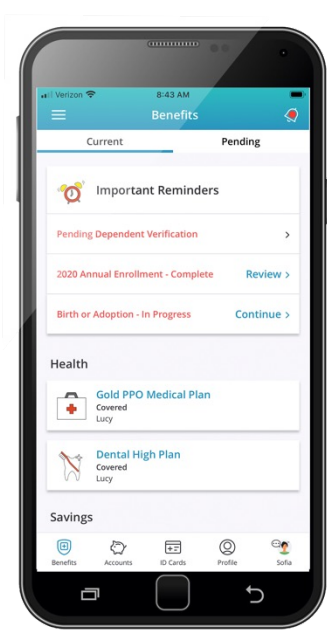 Verizon 8:43 AM
Benefits
Current Pending
Important Reminders
Pending Dependent Verification >
2020 Annual Enrollment - Complete Review >
Birth or Adoption - In Progress Continue >
Health
Gold PPO Medical Plan
Covered
Lucy
Dental High Plan
Covered
Lucy
Savings
Benefits Accounts ID Cards Profile Sofia